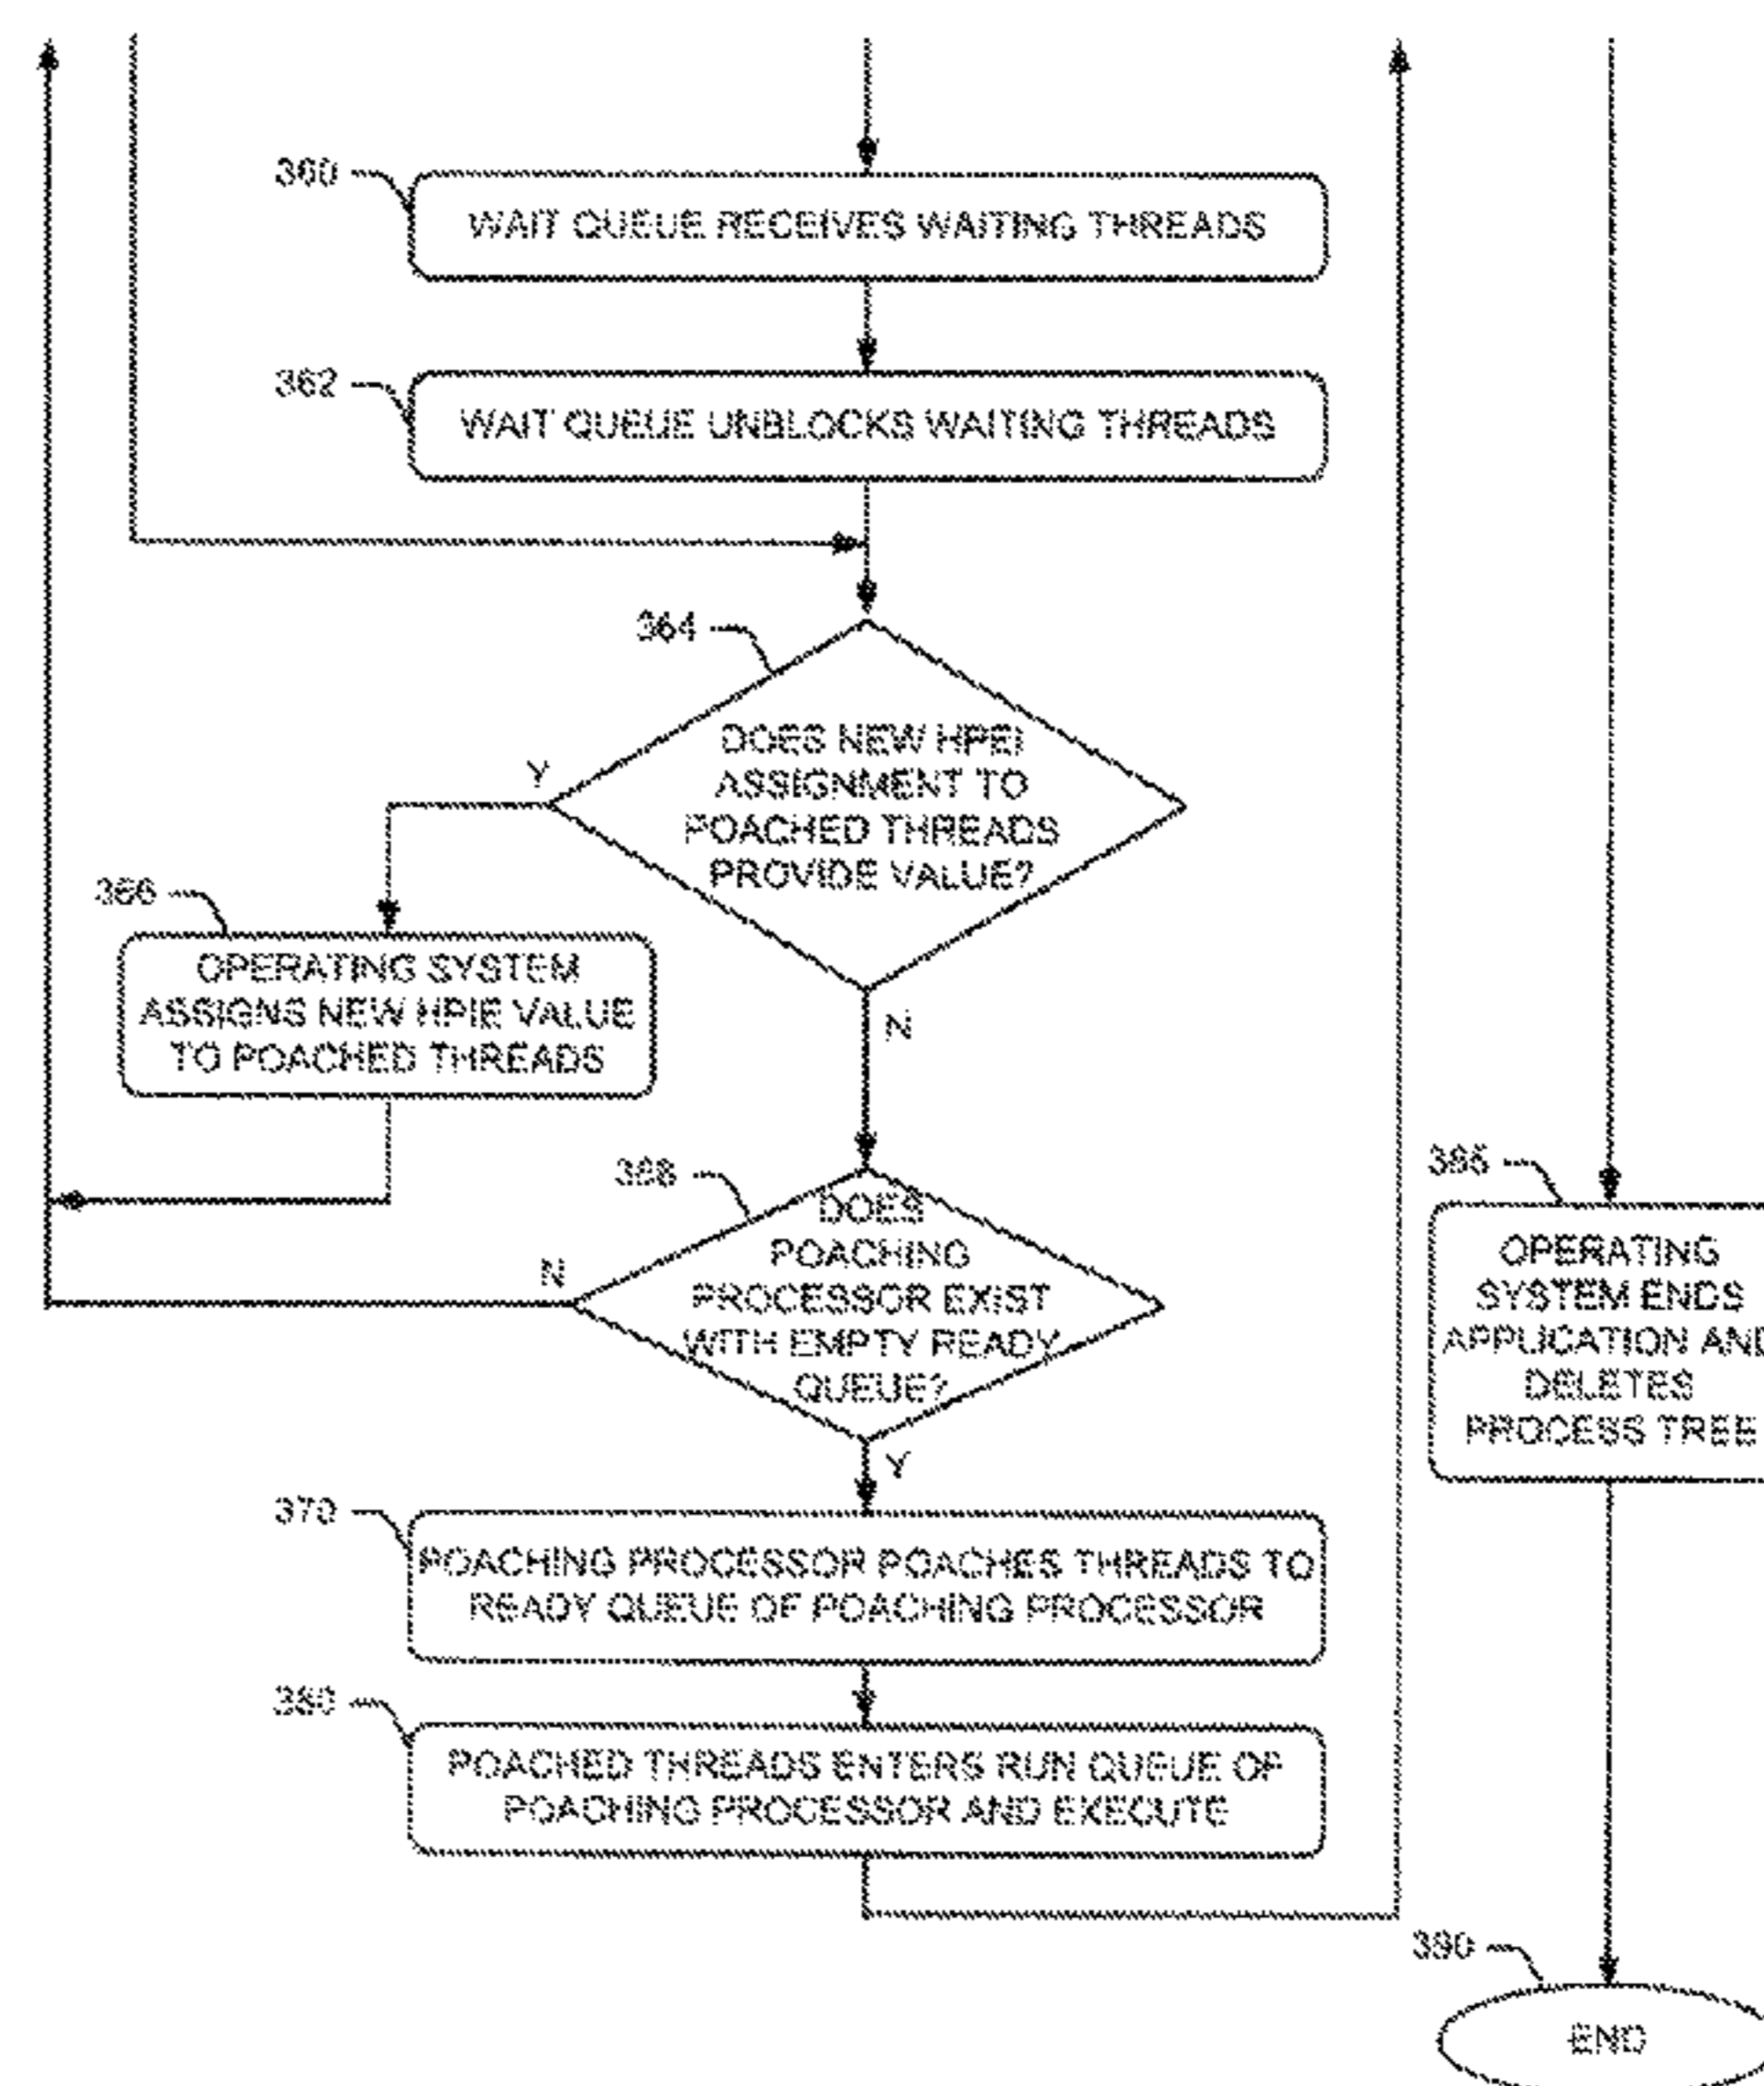 360
WAIT QUEUE RECEIVES WAITING THREADS
362
WAIT QUEUE UNBLOCKS WAITING THREADS
364
DOES NEW HPEI
ASSIGNMENT TO
POACHED THREADS
PROVIDE VALUE?
Y
N
366
OPERATING SYSTEM
ASSIGNS NEW HPIE VALUE
TO POACHED THREADS
368
DOES
POACHING
PROCESSOR EXIST
WITH EMPTY READY
QUEUE?
N
Y
385
OPERATING
SYSTEM ENDS
APPLICATION AND
DELETES
PROCESS TREE
370
POACHING PROCESSOR POACHES THREADS TO
READY QUEUE OF POACHING PROCESSOR
380
POACHED THREADS ENTERS RUN QUEUE OF
POACHING PROCESSOR AND EXECUTE
390
END